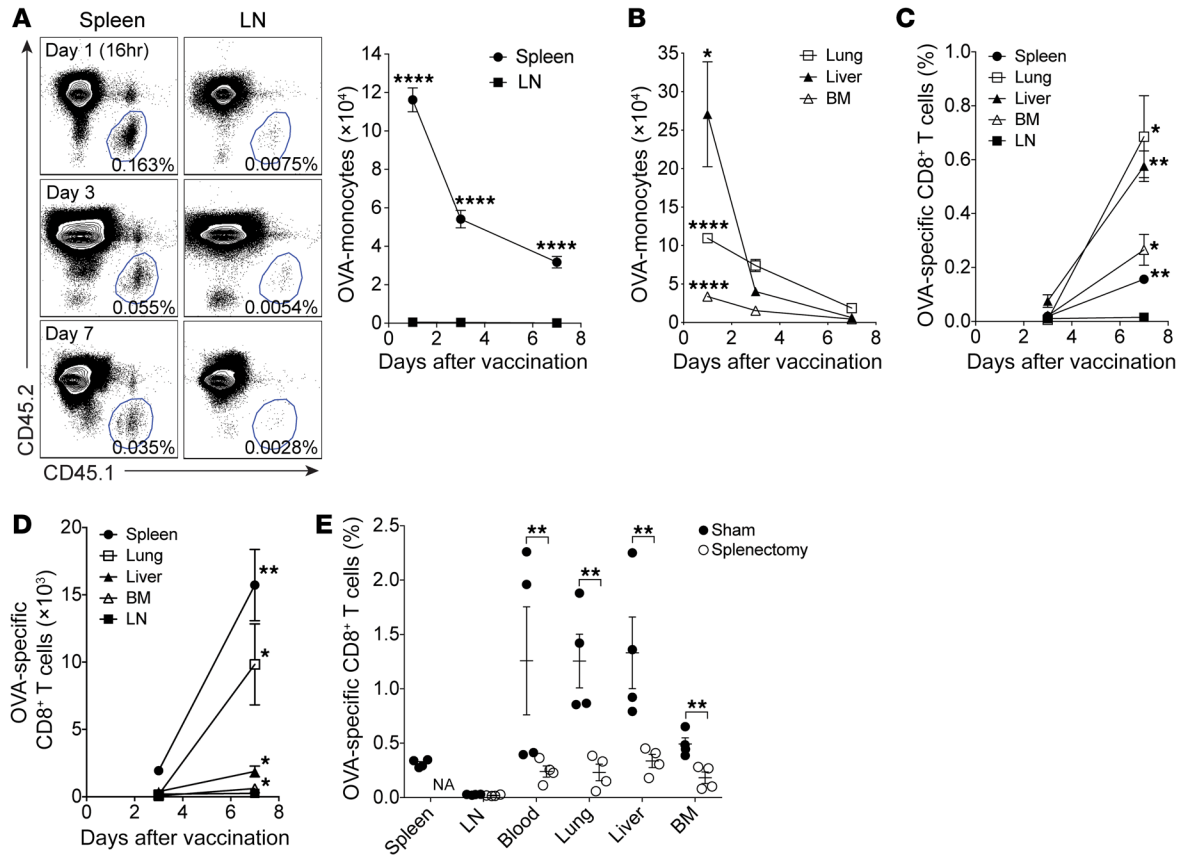 A
Spleen
LN
Day 1 (16hr)
0.163%
0.0075%
Day 3
0.055%
0.0054%
Day 7
0.035%
0.0028%
CD45.2
CD45.1
OVA-monocytes (×10⁴)
14
12
10
8
6
4
2
0
0 2 4 6 8
Days after vaccination
Spleen
LN
****
****
****
B
OVA-monocytes (×10⁴)
35
30
25
20
15
10
5
0
0 2 4 6 8
Days after vaccination
Lung
Liver
BM
*
****
****
C
OVA-specific CD8⁺ T cells (%)
1.0
0.8
0.6
0.4
0.2
0.0
0 2 4 6 8
Days after vaccination
Spleen
Lung
Liver
BM
LN
*
**
*
**
D
OVA-specific
CD8⁺ T cells (×10³)
20
15
10
5
0
0 2 4 6 8
Days after vaccination
Spleen
Lung
Liver
BM
LN
**
*
*
*
E
OVA-specific CD8⁺ T cells (%)
2.5
2.0
1.5
1.0
0.5
0.0
Sham
Splenectomy
**
**
**
**
NA
Spleen
LN
Blood
Lung
Liver
BM